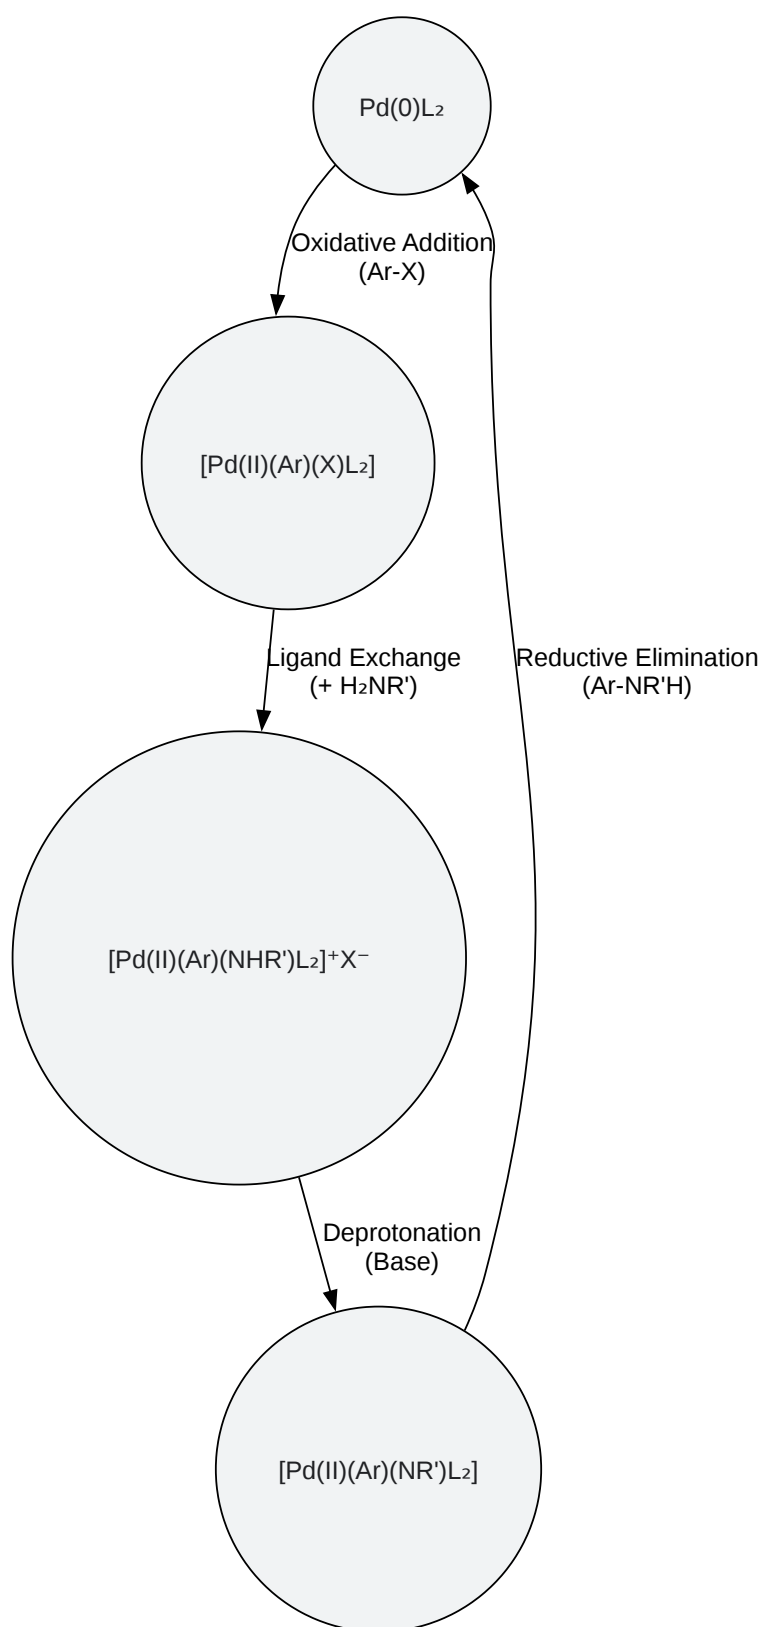 Pd(0)L₂
Oxidative Addition
(Ar-X)
[Pd(II)(Ar)(X)L₂]
Ligand Exchange
(+ H₂NR')
Reductive Elimination
(Ar-NR'H)
[Pd(II)(Ar)(NHR')L₂]⁺X⁻
Deprotonation
(Base)
[Pd(II)(Ar)(NR')L₂]